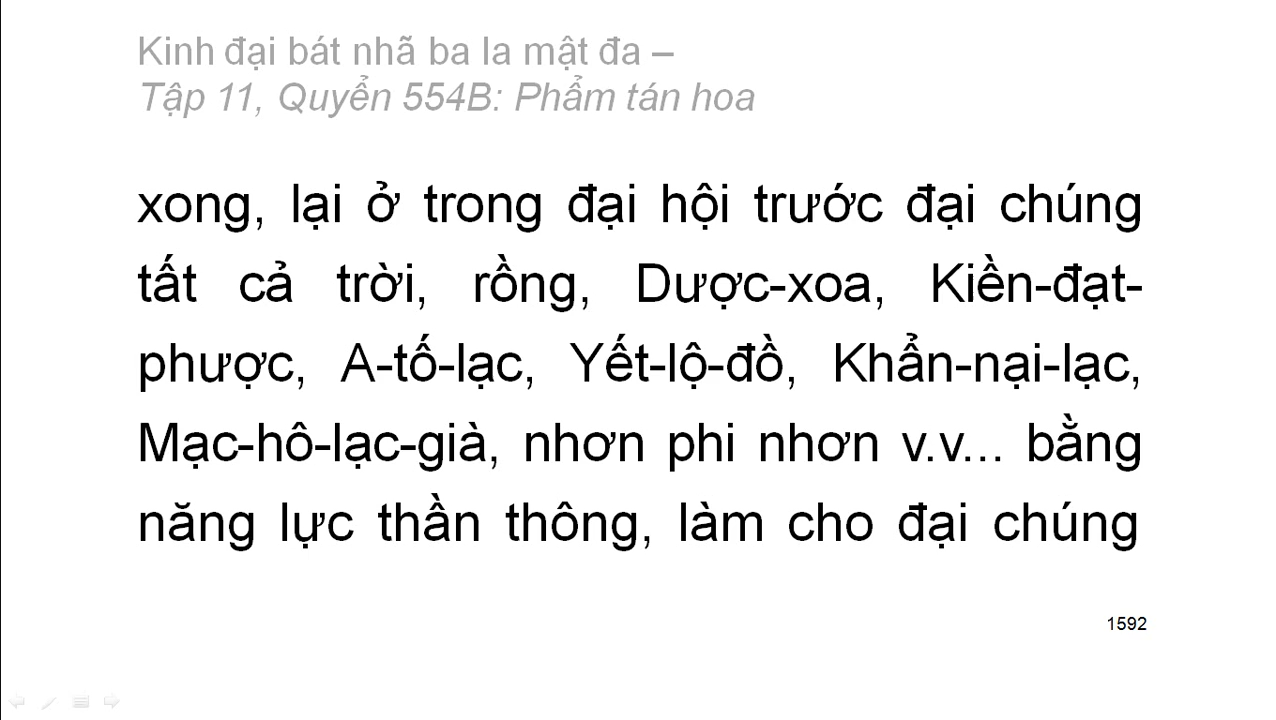 Kinh đại bát nhã ba la mật đa –
Tập 11, Quyển 554B: Phẩm tán hoa
xong, lại ở trong đại hội trước đại chúng
tất cả trời, rồng, Dược-xoa, Kiền-đạt-
phược, A-tố-lạc, Yết-lộ-đồ, Khẩn-nại-lạc,
Mạc-hô-lạc-già, nhơn phi nhơn v.v... bằng
năng lực thần thông, làm cho đại chúng
1592